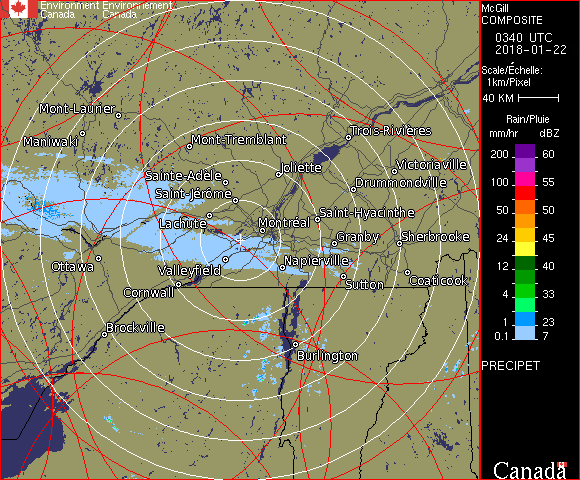 Environment Environnement
Canada Canada
McGill
COMPOSITE
0340 UTC
2018-01-22
Scale/Échelle:
1km/Pixel
40 KM
Rain/Pluie
mm/hr dBZ
200 60
100 55
50 50
24 45
12 40
4 33
1 23
0.1 7
PRECIPET
Canada
Mont-Laurier
Maniwaki
Mont-Tremblant
Trois-Rivières
Joliette
Victoriaville
Sainte-Adèle
Drummondville
Saint-Jérôme
Lachute
Montréal
Saint-Hyacinthe
Granby
Sherbrooke
Ottawa
Valleyfield
Napierville
Cornwall
Sutton
Coaticook
Brockville
Burlington